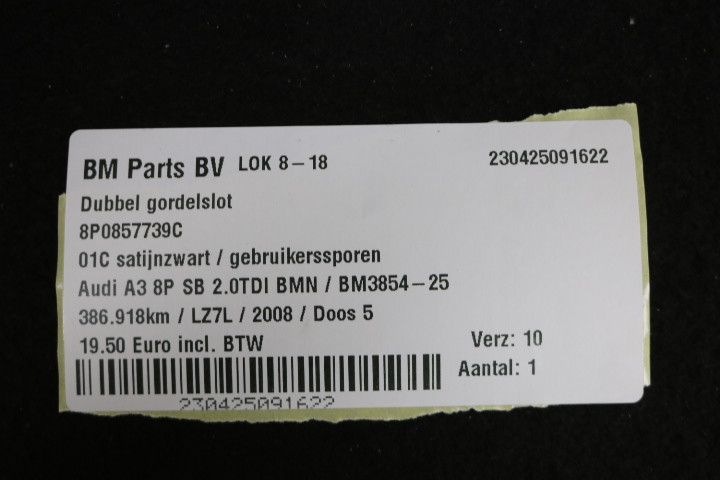 BM Parts BV LOK 8-18 230425091622
Dubbel gordelslot
8P0857739C
01C satijnzwart / gebruikerssporen
Audi A3 8P SB 2.0TDI BMN / BM3854-25
386.918km / LZ7L / 2008 / Doos 5
19.50 Euro incl. BTW Verz: 10
Aantal: 1
230425091622